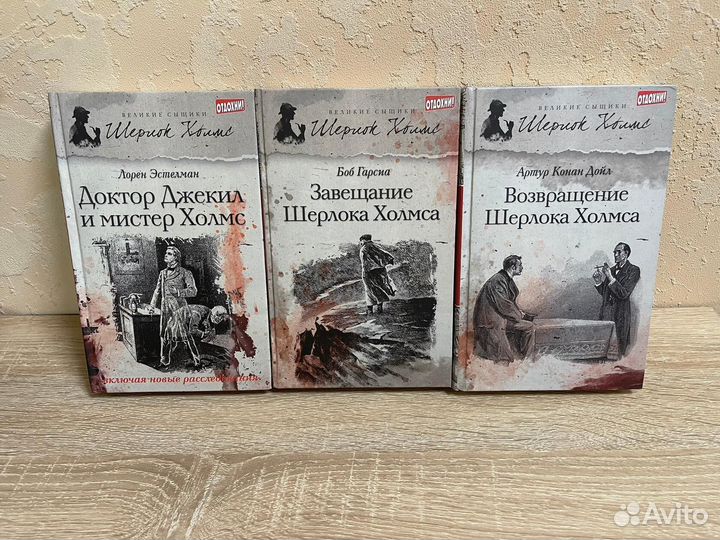 ВЕЛИКИЕ СЫЩИКИ
ОТДОХНИ!
Шерлок Холмс
Лорен Эстелман
Доктор Джекил
и мистер Холмс
включая новые расследования
ВЕЛИКИЕ СЫЩИКИ
ОТДОХНИ!
Шерлок Холмс
Боб Гарсиа
Завещание
Шерлока Холмса
ВЕЛИКИЕ СЫЩИКИ
ОТДОХНИ!
Шерлок Холмс
Артур Конан Дойл
Возвращение
Шерлока Холмса
Avito